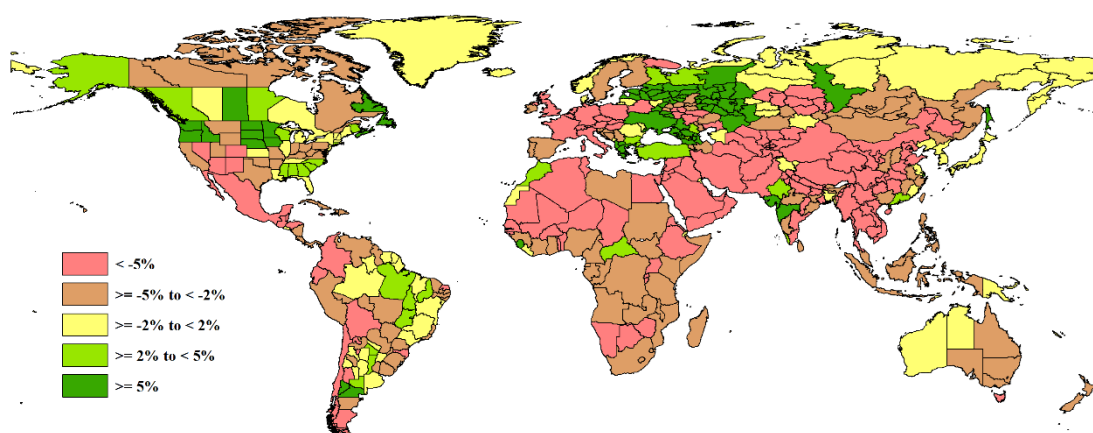 < -5%
>= -5% to < -2%
>= -2% to < 2%
>= 2% to < 5%
>= 5%